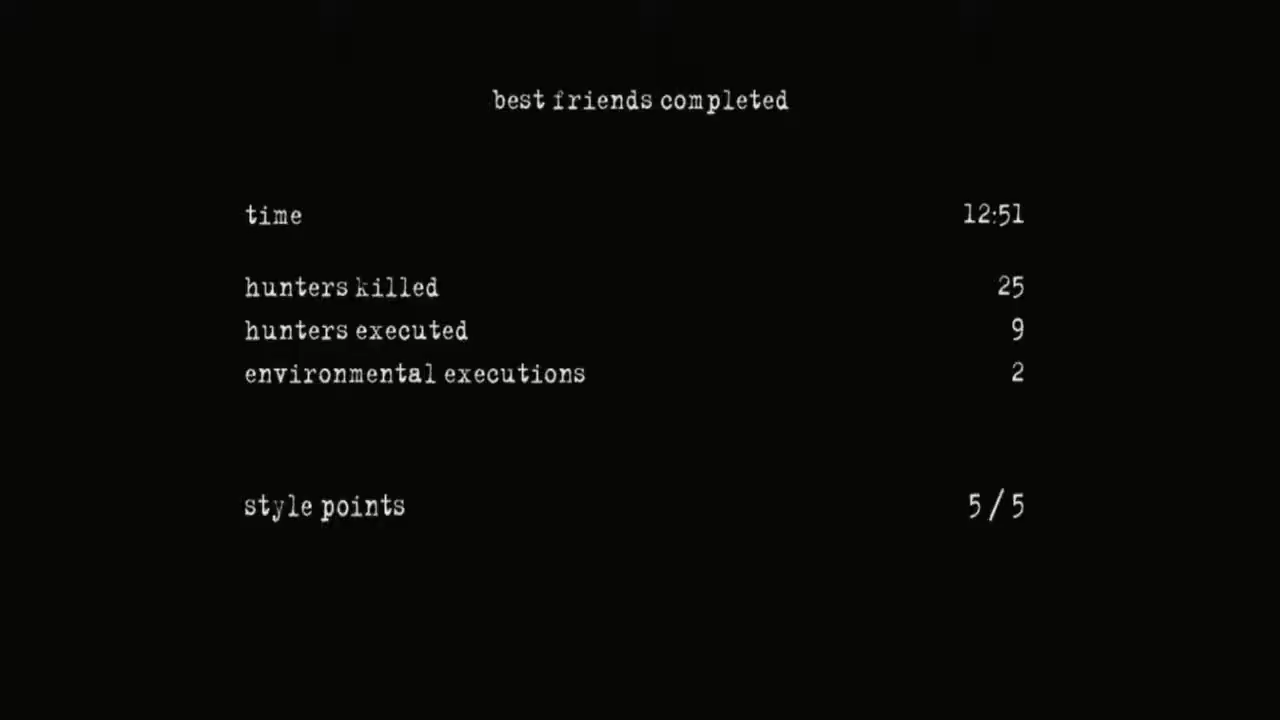 best friends completed
time 12:51
hunters killed 25
hunters executed 9
environmental executions 2
style points 5 / 5